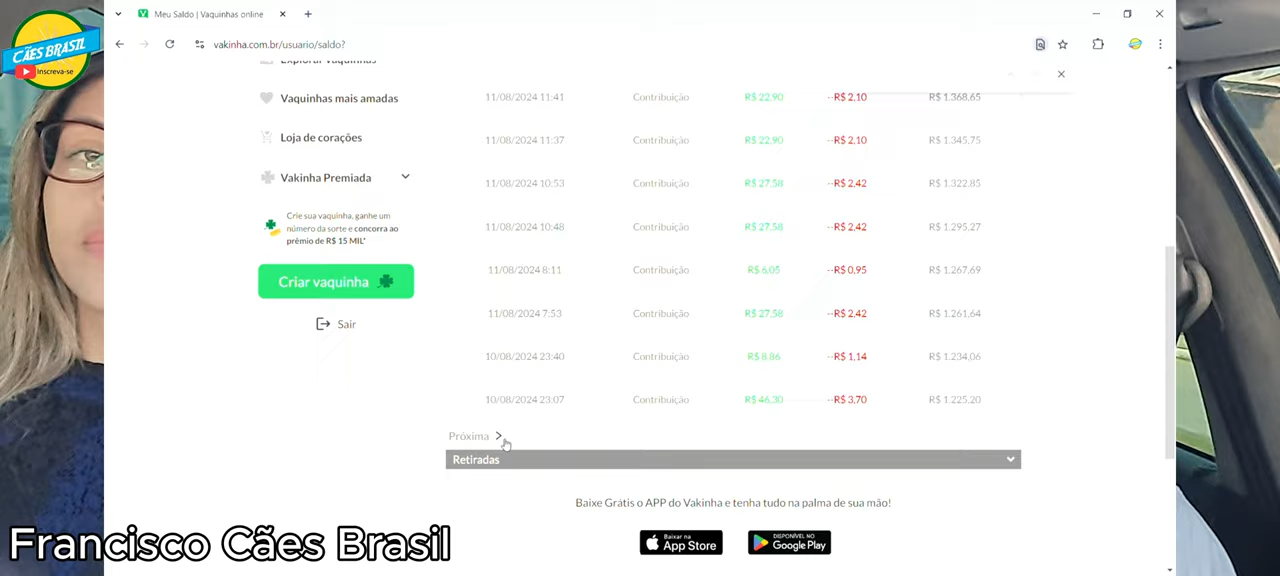 Meu Saldo | Vaquinhas online
vakinha.com.br/usuario/saldo?
CÃES BRASIL
Inscreva-se
Explorar vaquinhas
Vaquinhas mais amadas
Loja de corações
Vakinha Premiada
Crie sua vaquinha, ganhe um
número da sorte e concorra ao
prêmio de R$ 15 MIL*
Criar vaquinha
Sair
11/08/2024 11:41 Contribuição R$ 22,90 --R$ 2,10 R$ 1.368,65
11/08/2024 11:37 Contribuição R$ 22,90 --R$ 2,10 R$ 1.345,75
11/08/2024 10:53 Contribuição R$ 27,58 --R$ 2,42 R$ 1.322,85
11/08/2024 10:48 Contribuição R$ 27,58 --R$ 2,42 R$ 1.295,27
11/08/2024 8:11 Contribuição R$ 6,05 --R$ 0,95 R$ 1.267,69
11/08/2024 7:53 Contribuição R$ 27,58 --R$ 2,42 R$ 1.261,64
10/08/2024 23:40 Contribuição R$ 8,86 --R$ 1,14 R$ 1.234,06
10/08/2024 23:07 Contribuição R$ 46,30 --R$ 3,70 R$ 1.225,20
Próxima
Retiradas
Baixe Grátis o APP do Vakinha e tenha tudo na palma de sua mão!
Baixar na
App Store
DISPONÍVEL NO
Google Play
Francisco Cães Brasil